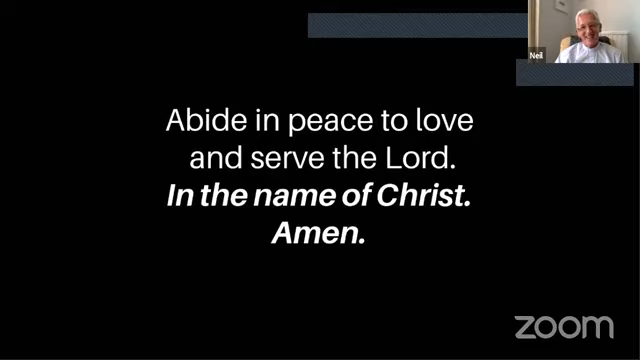 Neil
Abide in peace to love
and serve the Lord.
In the name of Christ.
Amen.
zoom